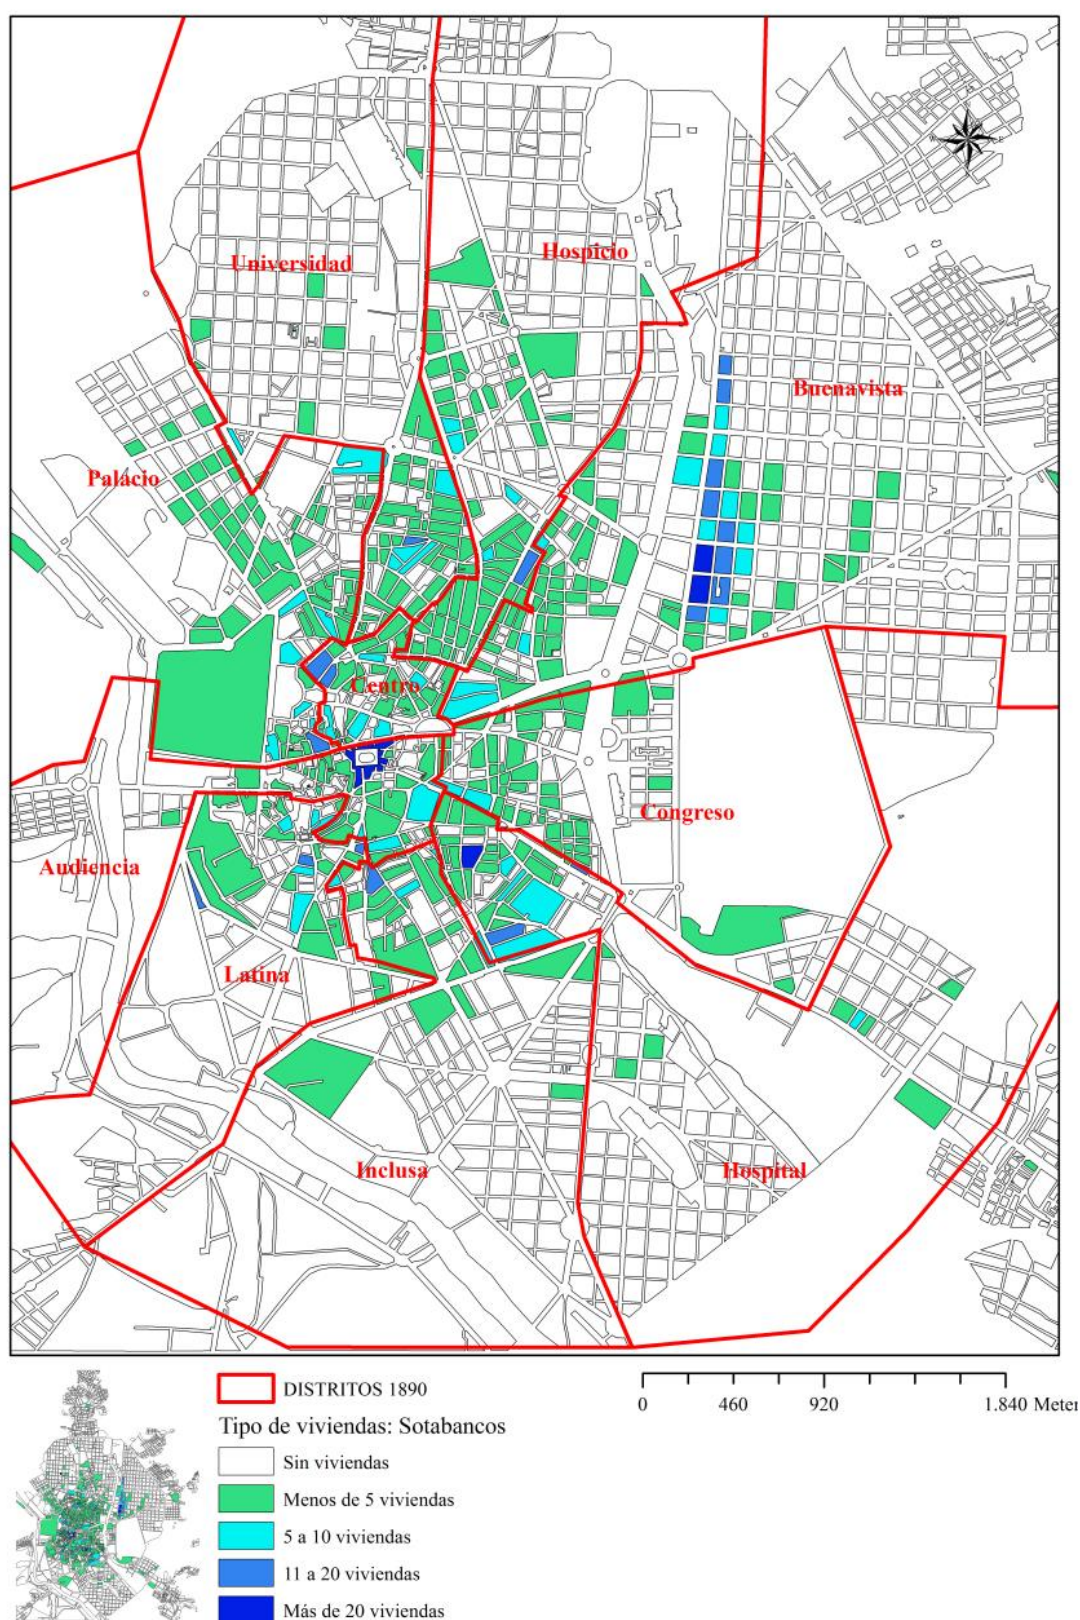 Hospicio
Universidad
Buenavista
Palacio
Centro
Congreso
Audiencia
Latina
Inclusa
Hospital
DISTRITOS 1890
0 460 920 1.840 Meter
Tipo de viviendas: Sotabancos
Sin viviendas
Menos de 5 viviendas
5 a 10 viviendas
11 a 20 viviendas
Más de 20 viviendas